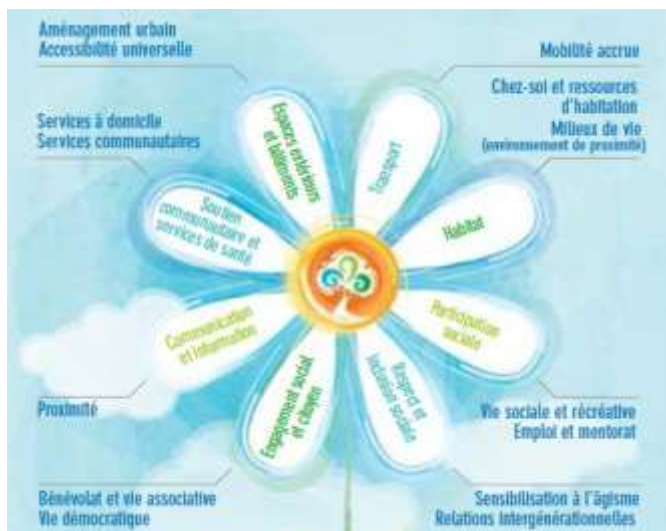 Aménagement urbain
Accessibilité universelle
Mobilité accrue
Chez-soi et ressources
d'habitation
Milieux de vie
(environnement de proximité)
Services à domicile
Services communautaires
Espaces extérieurs
et bâtiments
Transport
Soutien
communautaire et
services de santé
Habitat
Communication
et information
Participation
sociale
Engagement social
et citoyen
Respect et
inclusion sociale
Proximité
Vie sociale et récréative
Emploi et mentorat
Bénévolat et vie associative
Vie démocratique
Sensibilisation à l'âgisme
Relations intergénérationnelles